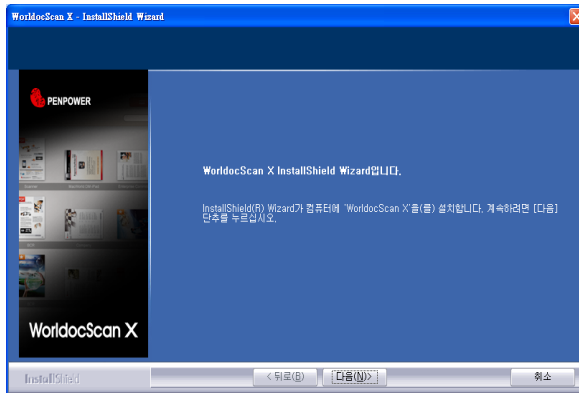 WorldocScan X - InstallShield Wizard
PENPOWER
WorldocScan X InstallShield Wizard입니다.
InstallShield(R) Wizard가 컴퓨터에 'WorldocScan X'을(를) 설치합니다. 계속하려면 [다음]
단추를 누르십시오.
WorldocScan X
InstallShield
< 뒤로(B)
다음(N)>
취소